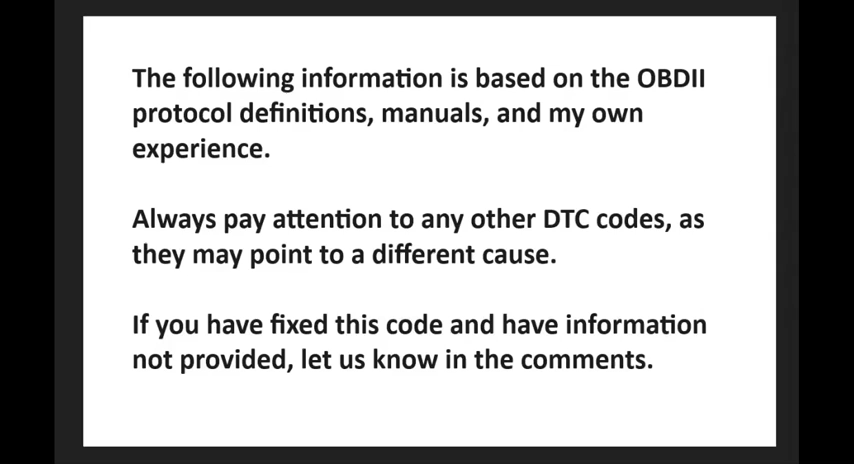 The following information is based on the OBDII
protocol definitions, manuals, and my own
experience.
Always pay attention to any other DTC codes, as
they may point to a different cause.
If you have fixed this code and have information
not provided, let us know in the comments.